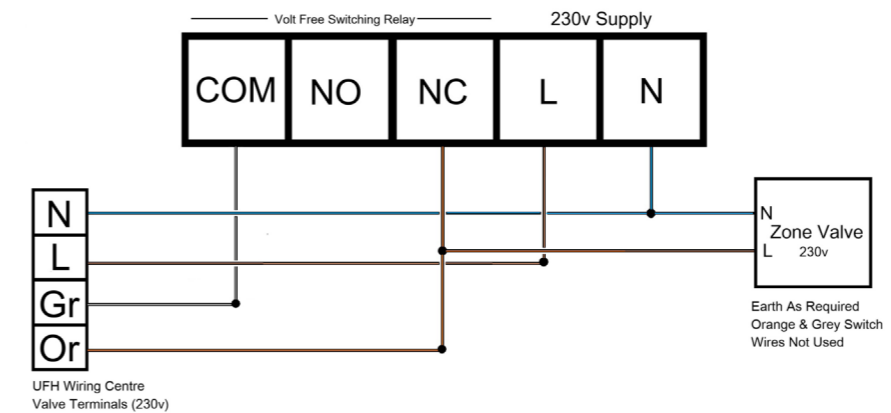 Volt Free Switching Relay
230v Supply
COM NO NC L N
N
L
Gr
Or
UFH Wiring Centre
Valve Terminals (230v)
N
Zone Valve
L 230v
Earth As Required
Orange & Grey Switch
Wires Not Used